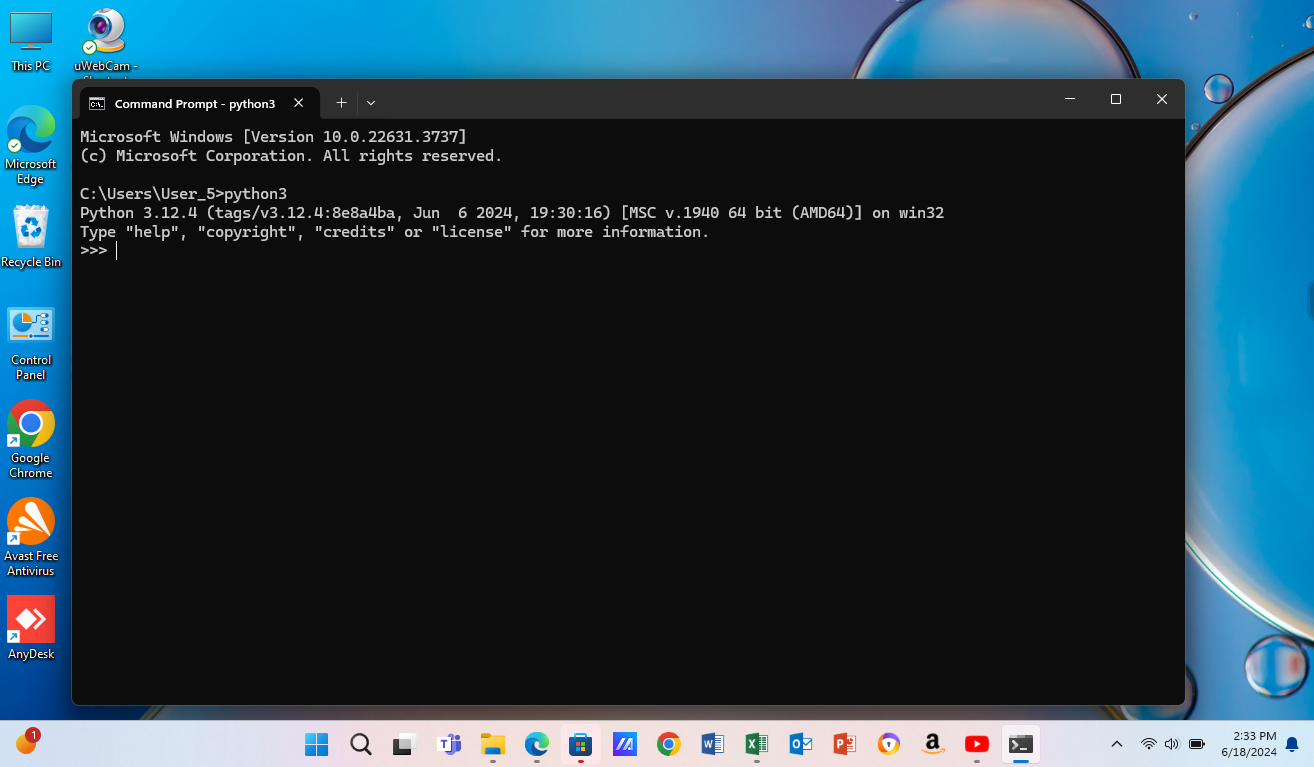 This PC
uWebCam -
Microsoft
Edge
Recycle Bin
Control
Panel
Google
Chrome
Avast Free
Antivirus
AnyDesk
Command Prompt - python3
Microsoft Windows [Version 10.0.22631.3737]
(c) Microsoft Corporation. All rights reserved.
C:\Users\User_5>python3
Python 3.12.4 (tags/v3.12.4:8e8a4ba, Jun  6 2024, 19:30:16) [MSC v.1940 64 bit (AMD64)] on win32
Type "help", "copyright", "credits" or "license" for more information.
>>>
1
2:33 PM
6/18/2024